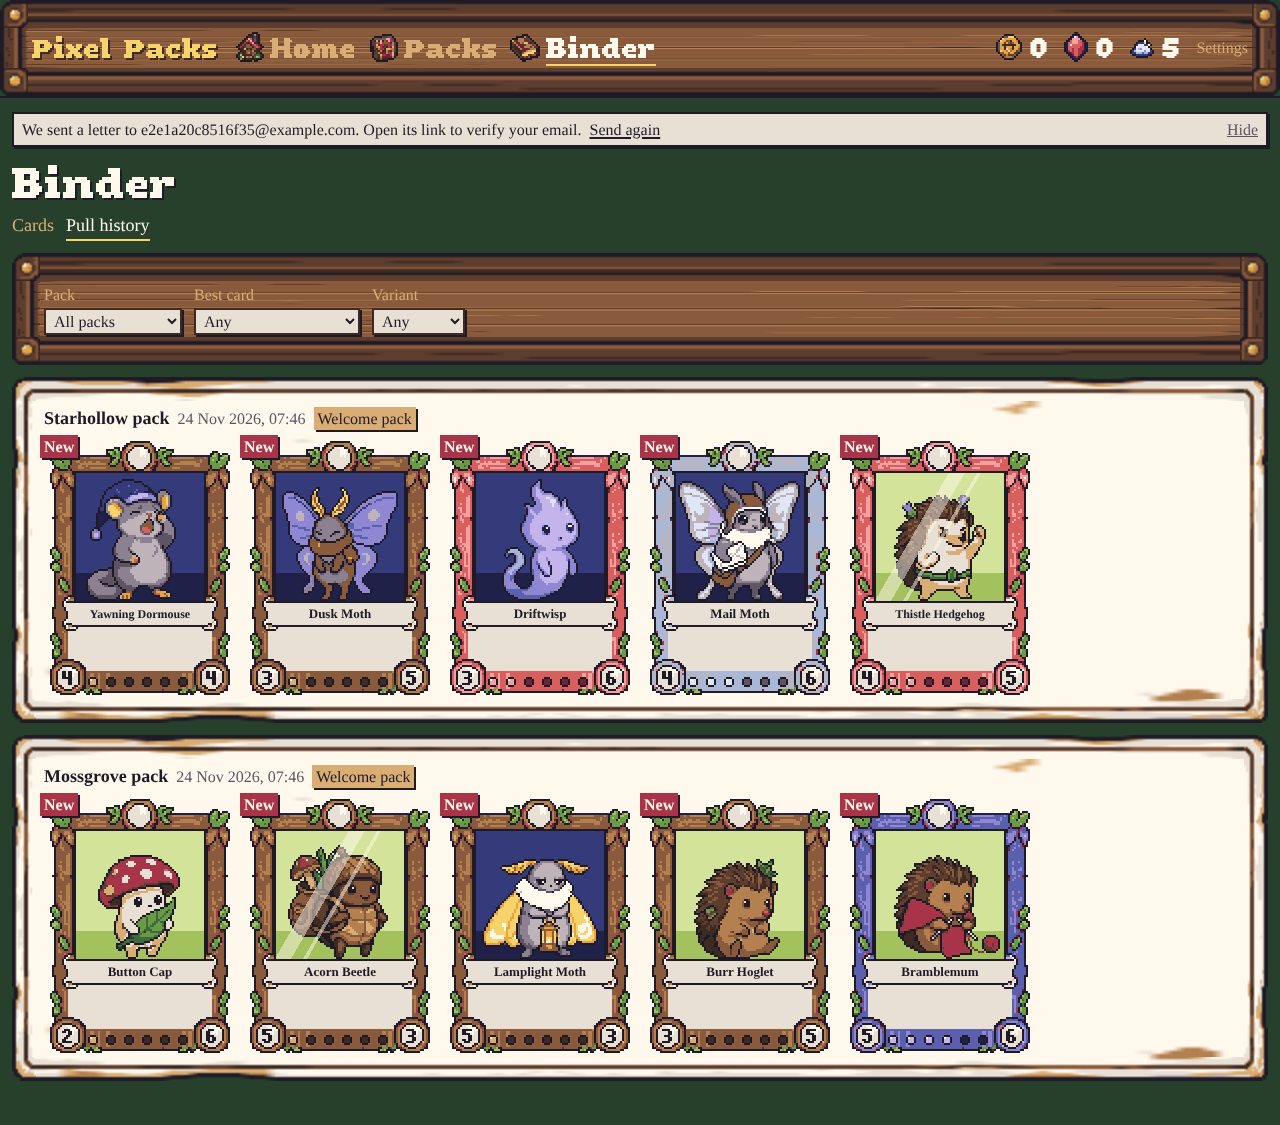 Pixel Packs Home Packs Binder 0 0 5 Settings
We sent a letter to e2e1a20c8516f35@example.com. Open its link to verify your email. Send again Hide
Binder
Cards Pull history
Pack Best card Variant
All packs Any Any
Starhollow pack 24 Nov 2026, 07:46 Welcome pack
New New New New New
Yawning Dormouse Dusk Moth Driftwisp Mail Moth Thistle Hedgehog
4 4 3 5 3 6 4 6 4 5
Mossgrove pack 24 Nov 2026, 07:46 Welcome pack
New New New New New
Button Cap Acorn Beetle Lamplight Moth Burr Hoglet Bramblemum
2 6 5 3 5 3 3 5 5 6